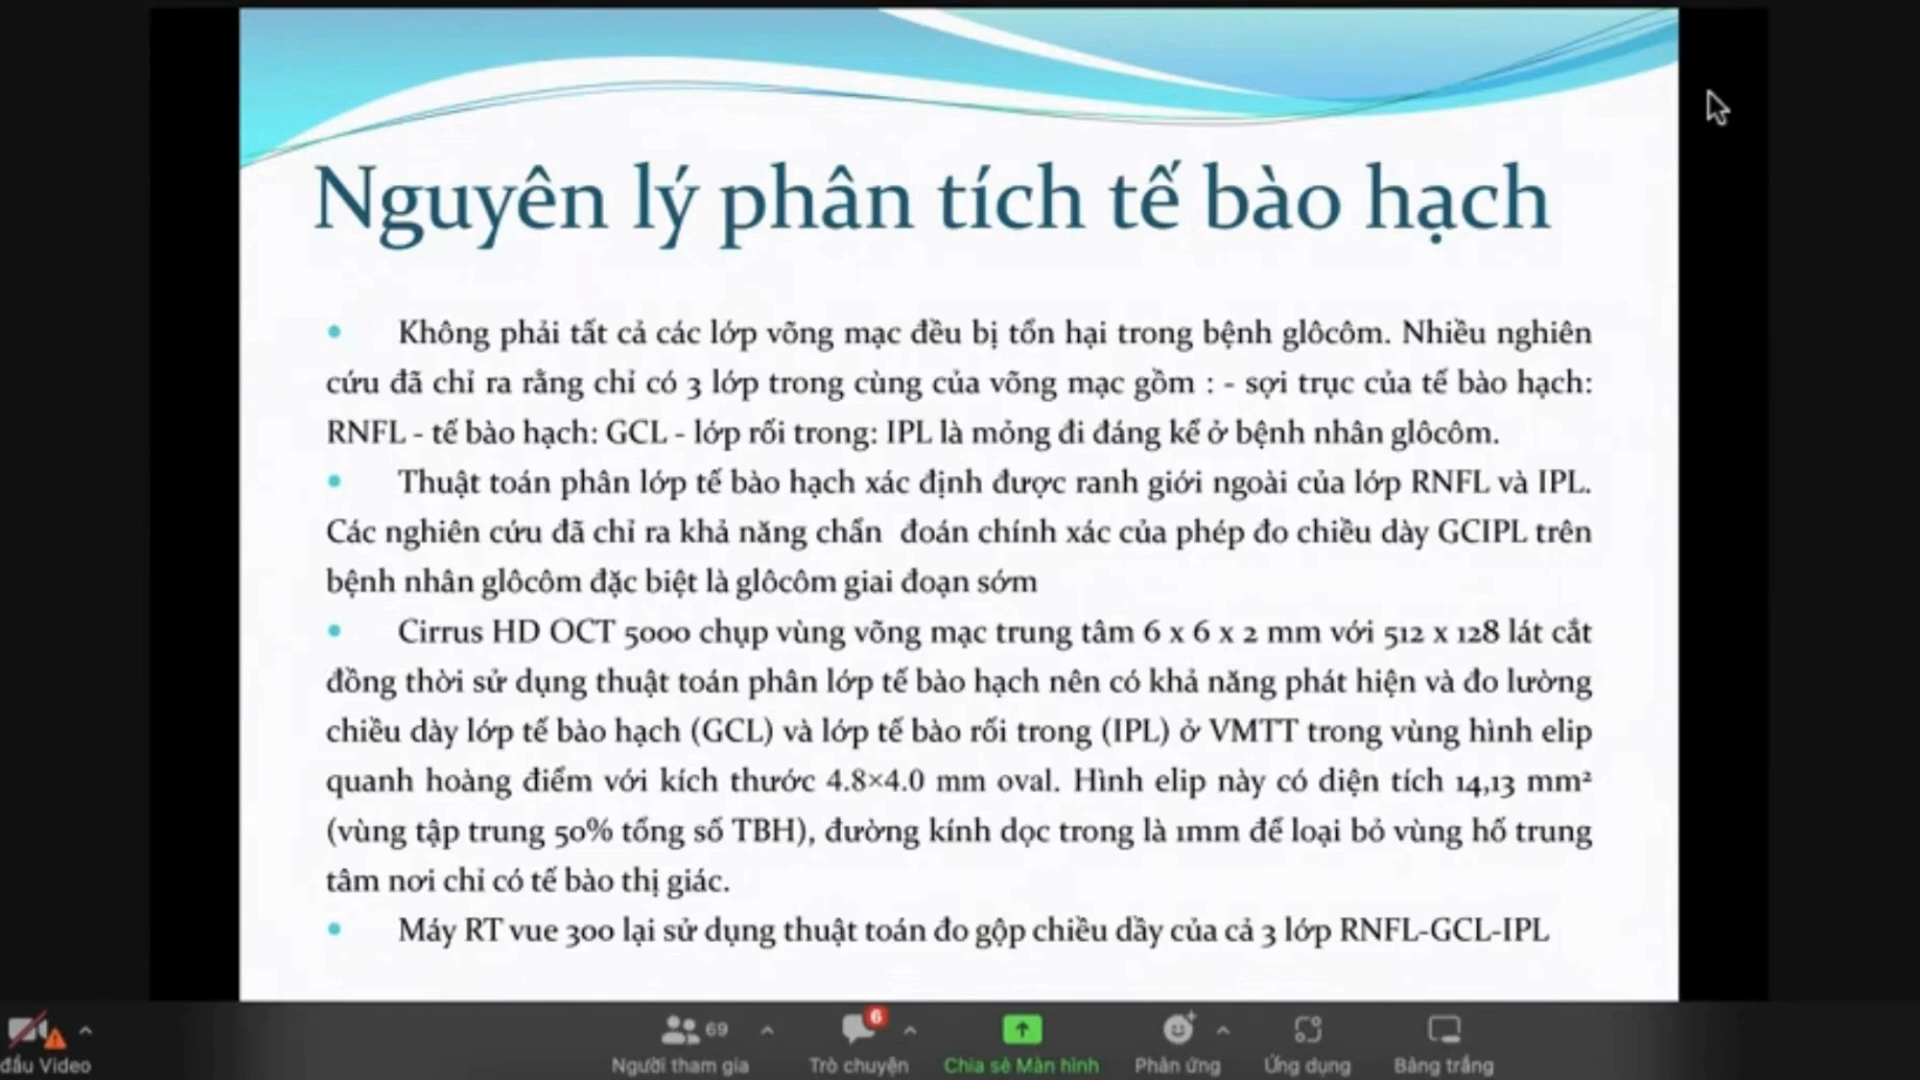 Nguyên lý phân tích tế bào hạch
• Không phải tất cả các lớp võng mạc đều bị tổn hại trong bệnh glôcôm. Nhiều nghiên
cứu đã chỉ ra rằng chỉ có 3 lớp trong cùng của võng mạc gồm : - sợi trục của tế bào hạch:
RNFL - tế bào hạch: GCL - lớp rối trong: IPL là mỏng đi đáng kể ở bệnh nhân glôcôm.
• Thuật toán phân lớp tế bào hạch xác định được ranh giới ngoài của lớp RNFL và IPL.
Các nghiên cứu đã chỉ ra khả năng chẩn đoán chính xác của phép đo chiều dày GCIPL trên
bệnh nhân glôcôm đặc biệt là glôcôm giai đoạn sớm
• Cirrus HD OCT 5000 chụp vùng võng mạc trung tâm 6 x 6 x 2 mm với 512 x 128 lát cắt
đồng thời sử dụng thuật toán phân lớp tế bào hạch nên có khả năng phát hiện và đo lường
chiều dày lớp tế bào hạch (GCL) và lớp tế bào rối trong (IPL) ở VMTT trong vùng hình elip
quanh hoàng điểm với kích thước 4.8×4.0 mm oval. Hình elip này có diện tích 14,13 mm²
(vùng tập trung 50% tổng số TBH), đường kính dọc trong là 1mm để loại bỏ vùng hố trung
tâm nơi chỉ có tế bào thị giác.
• Máy RT vue 300 lại sử dụng thuật toán đo gộp chiều dầy của cả 3 lớp RNFL-GCL-IPL
69
6
đầu Video
Người tham gia
Trò chuyện
Chia sẻ Màn hình
Phản ứng
Ứng dụng
Bảng trắng